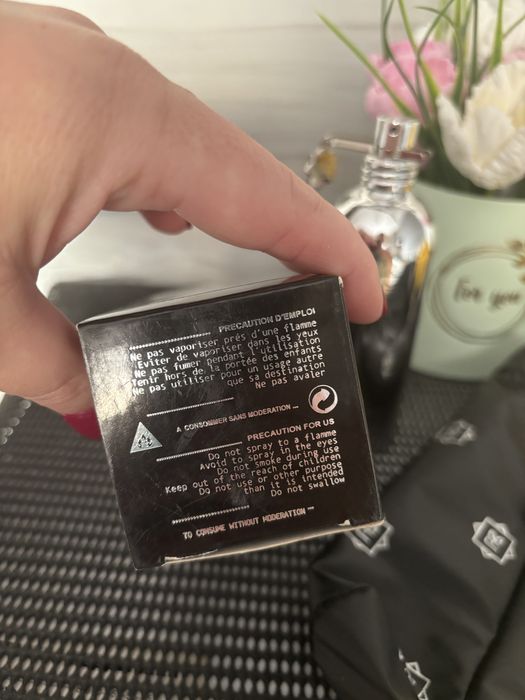 PRECAUTION D'EMPLOI
Ne pas vaporiser près d'une flamme
Eviter de vaporiser dans les yeux
Ne pas fumer pendant l'utilisation
Tenir hors de la portée des enfants
Ne pas utiliser pour un usage autre
que sa destination
Ne pas avaler
A CONSOMMER SANS MODERATION ...
PRECAUTION FOR US
Do not spray to a flamme
Avoid to spray in the eyes
Do not smoke during use
Keep out of the reach of children
Do not use or other purpose
than it is intended
Do not swallow
TO CONSUME WITHOUT MODERATION ...
for you